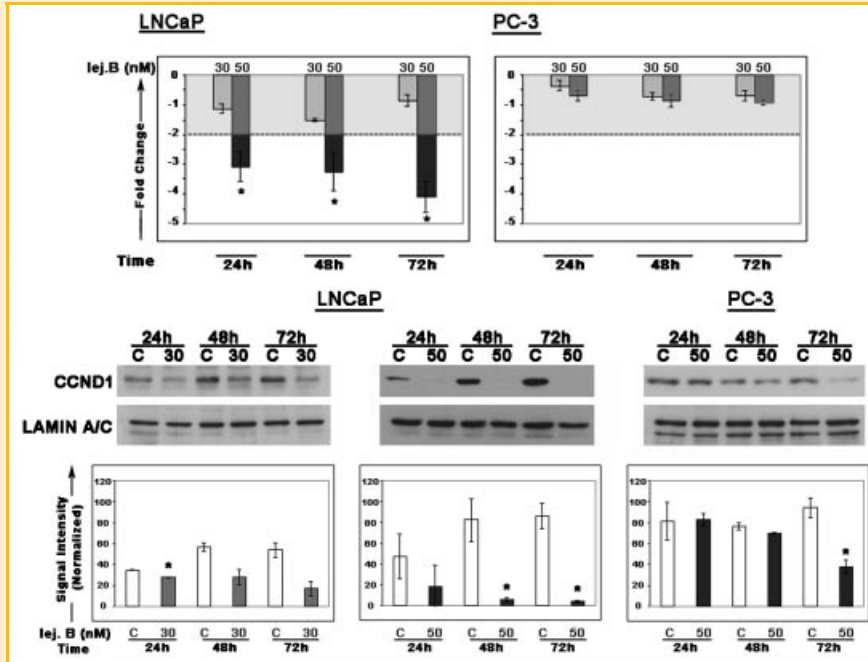 LNCaP PC-3
Iej.B (nM) 30 50 30 50 30 50 30 50 30 50 30 50
0 0
-1 -1
-2 -2
-3 -3
-4 -4
-5 -5
Fold Change
* * *
Time 24h 48h 72h 24h 48h 72h
LNCaP PC-3
24h 48h 72h 24h 48h 72h 24h 48h 72h
C 30 C 30 C 30 C 50 C 50 C 50 C 50 C 50 C 50
CCND1
LAMIN A/C
Signal Intensity
(Normalized)
120 120 120
100 100 100
80 80 80
60 60 60
40 40 40
20 20 20
0 0 0
* * * *
Iej. B (nM) C 30 C 30 C 30 C 50 C 50 C 50 C 50 C 50 C 50
Time 24h 48h 72h 24h 48h 72h 24h 48h 72h